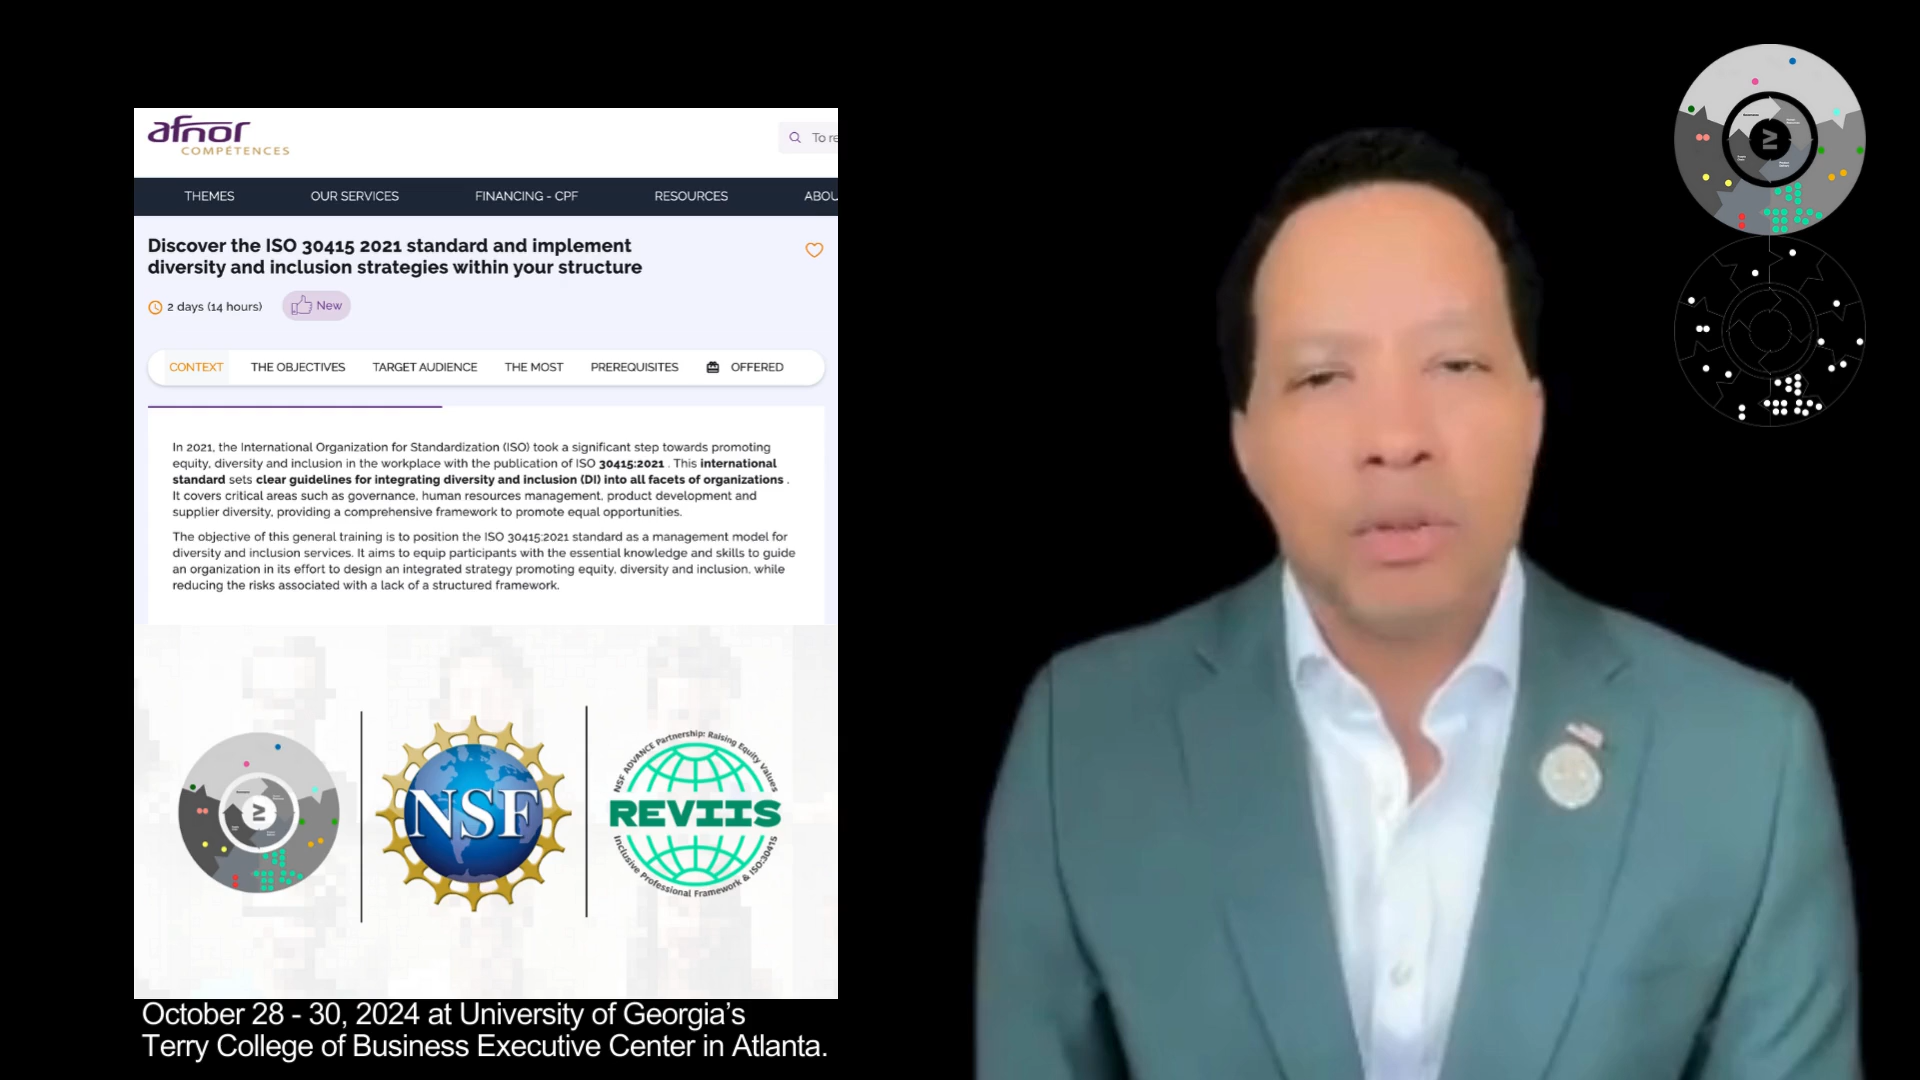 afnor
COMPÉTENCES
To re
THEMES OUR SERVICES FINANCING - CPF RESOURCES ABOU
Discover the ISO 30415 2021 standard and implement
diversity and inclusion strategies within your structure
2 days (14 hours) New
CONTEXT THE OBJECTIVES TARGET AUDIENCE THE MOST PREREQUISITES OFFERED
In 2021, the International Organization for Standardization (ISO) took a significant step towards promoting
equity, diversity and inclusion in the workplace with the publication of ISO 30415:2021 . This international
standard sets clear guidelines for integrating diversity and inclusion (DI) into all facets of organizations .
It covers critical areas such as governance, human resources management, product development and
supplier diversity, providing a comprehensive framework to promote equal opportunities.
The objective of this general training is to position the ISO 30415:2021 standard as a management model for
diversity and inclusion services. It aims to equip participants with the essential knowledge and skills to guide
an organization in its effort to design an integrated strategy promoting equity, diversity and inclusion, while
reducing the risks associated with a lack of a structured framework.
NSF
NSF ADVANCE Partnership: Raising Equity Values
REVIIS
Inclusive Professional Framework & ISO:30415
October 28 - 30, 2024 at University of Georgia's
Terry College of Business Executive Center in Atlanta.